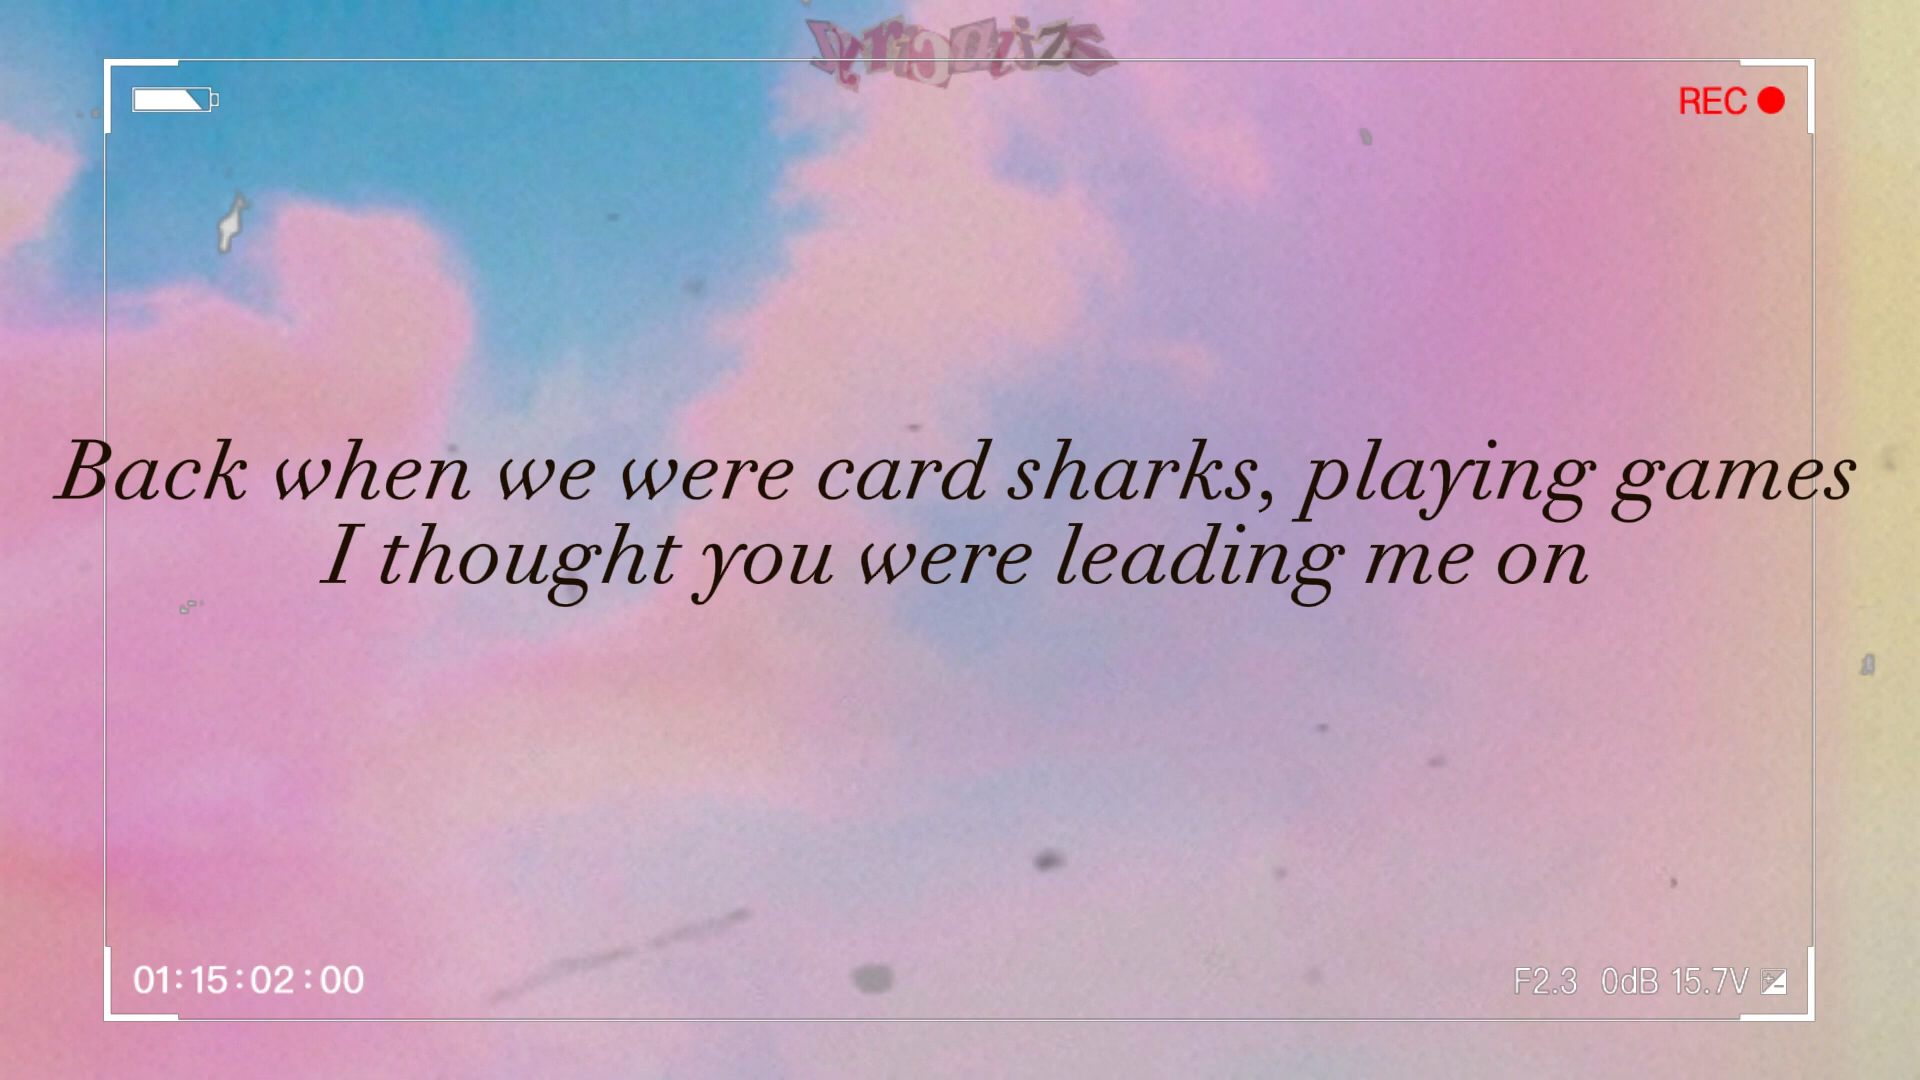 REC
Back when we were card sharks, playing games
I thought you were leading me on
01:15:02:00
F2.3 0dB 15.7V